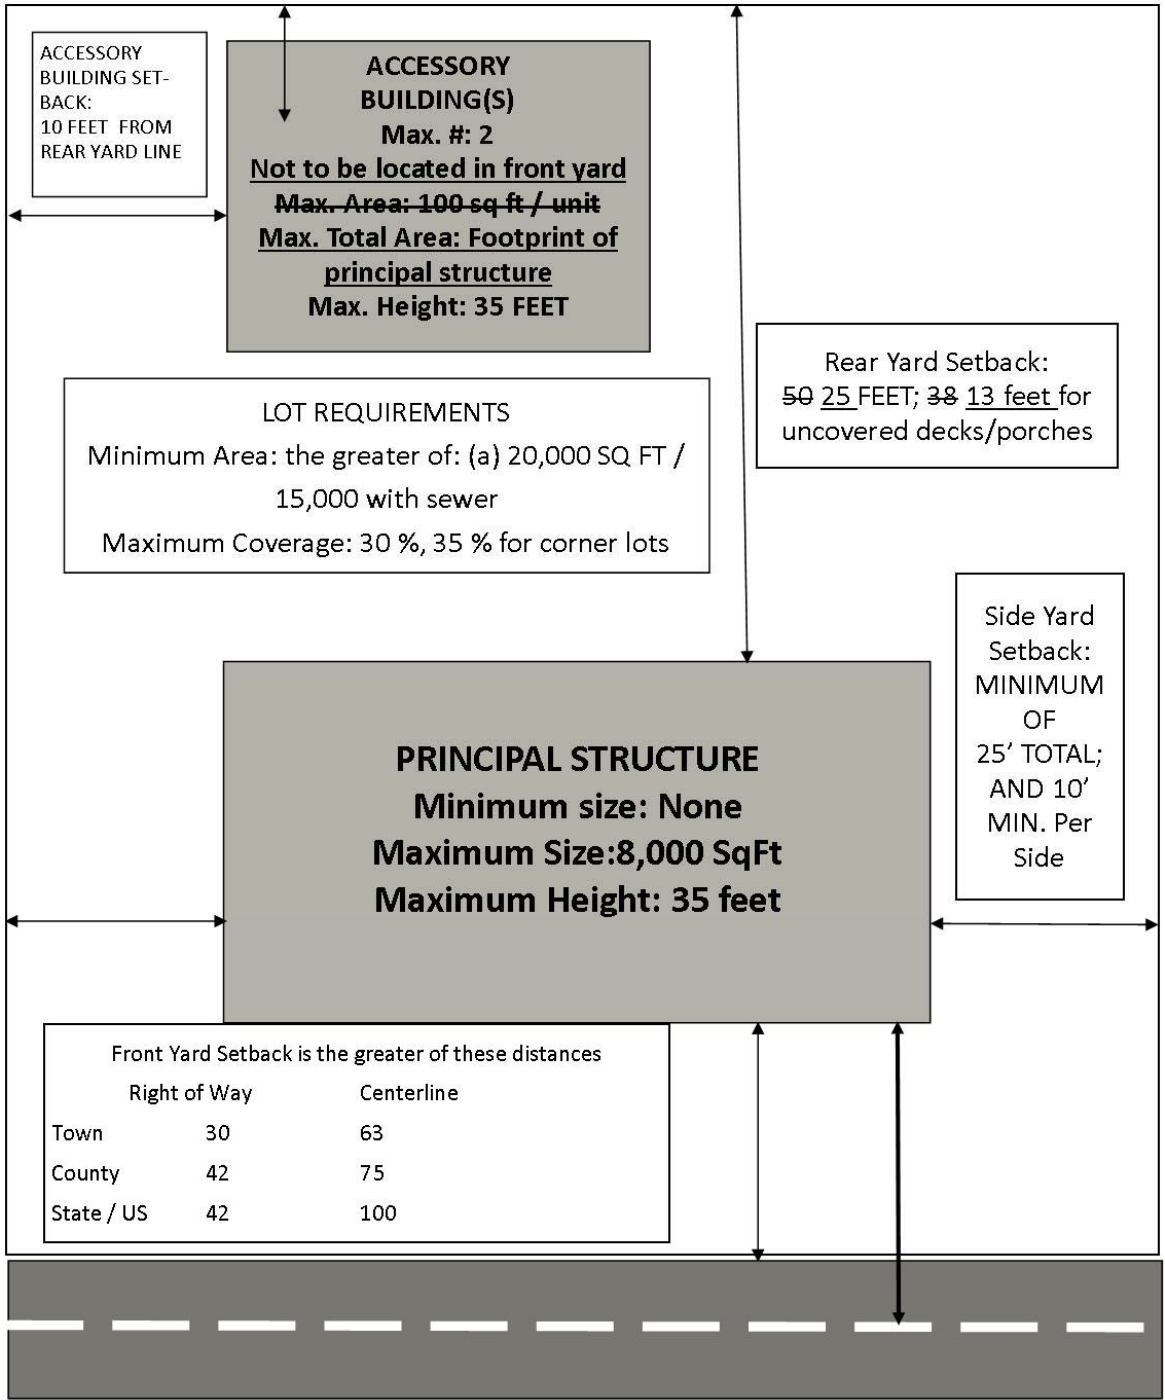 ACCESSORY
BUILDING SET-
BACK:
10 FEET FROM
REAR YARD LINE
ACCESSORY
BUILDING(S)
Max. #: 2
Not to be located in front yard
Max. Area: 100 sq ft / unit
Max. Total Area: Footprint of
principal structure
Max. Height: 35 FEET
Rear Yard Setback:
50 25 FEET; 38 13 feet for
uncovered decks/porches
LOT REQUIREMENTS
Minimum Area: the greater of: (a) 20,000 SQ FT /
15,000 with sewer
Maximum Coverage: 30 %, 35 % for corner lots
Side Yard
Setback:
MINIMUM
OF
25’ TOTAL;
AND 10’
MIN. Per
Side
PRINCIPAL STRUCTURE
Minimum size: None
Maximum Size:8,000 SqFt
Maximum Height: 35 feet
Front Yard Setback is the greater of these distances
Right of Way Centerline
Town 30 63
County 42 75
State / US 42 100